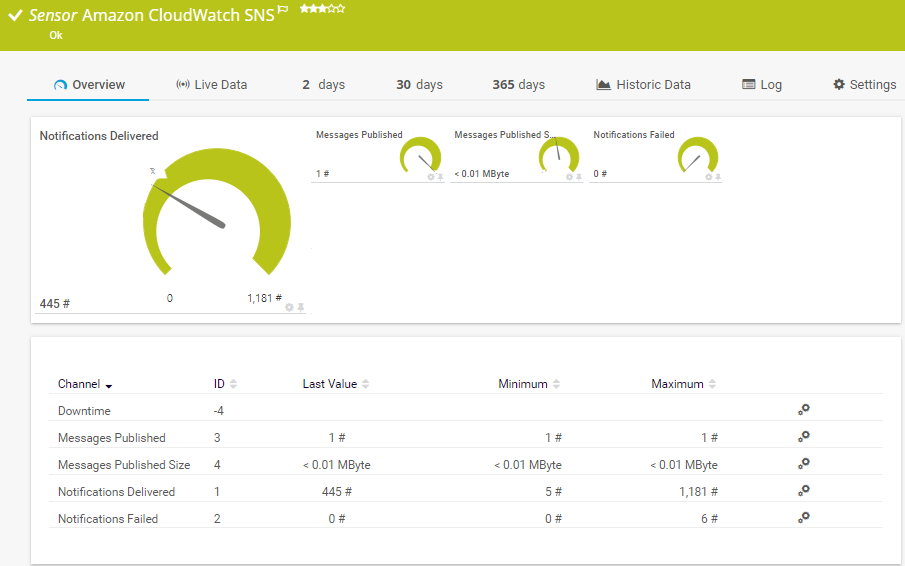 Sensor Amazon CloudWatch SNS
Ok
Overview Live Data 2 days 30 days 365 days Historic Data Log Settings
Notifications Delivered
x
445 #
0 1,181 #
Messages Published
1 #
Messages Published S...
< 0.01 MByte
Notifications Failed
0 #
Channel ID Last Value Minimum Maximum
Downtime -4
Messages Published 3 1 # 1 # 1 #
Messages Published Size 4 < 0.01 MByte < 0.01 MByte < 0.01 MByte
Notifications Delivered 1 445 # 5 # 1,181 #
Notifications Failed 2 0 # 0 # 6 #